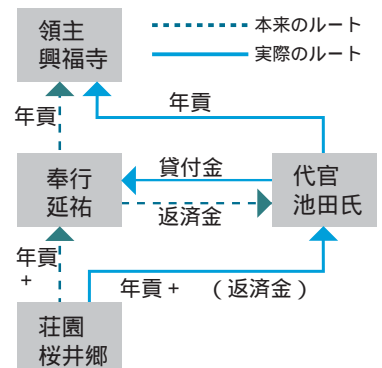 領主
興福寺
本来のルート
実際のルート
年貢
年貢
奉行
延祐
貸付金
返済金
代官
池田氏
年貢
+
年貢+ (返済金)
荘園
桜井郷